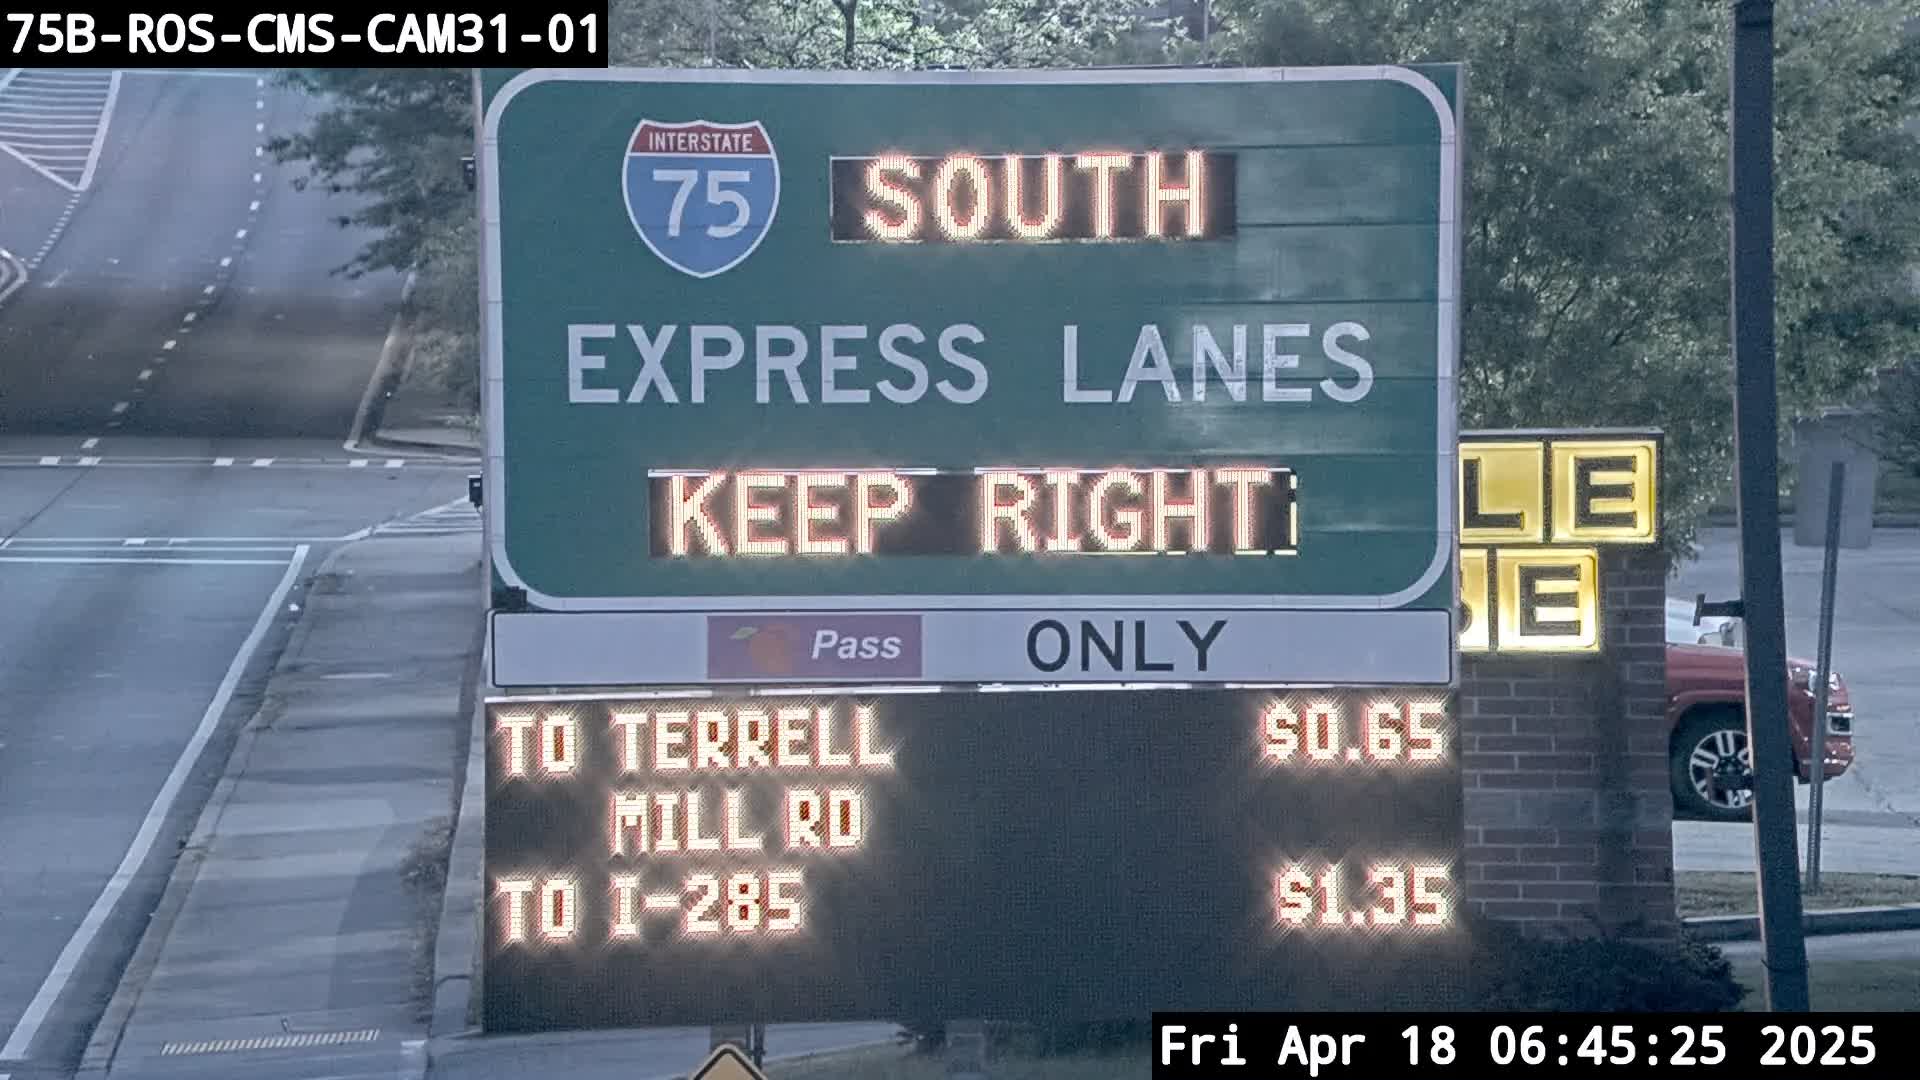 75B-ROS-CMS-CAM31-01
INTERSTATE
75
SOUTH
EXPRESS LANES
KEEP RIGHT
Pass ONLY
TO TERRELL $0.65
MILL RD
TO I-285 $1.35
LE
E
Fri Apr 18 06:45:25 2025